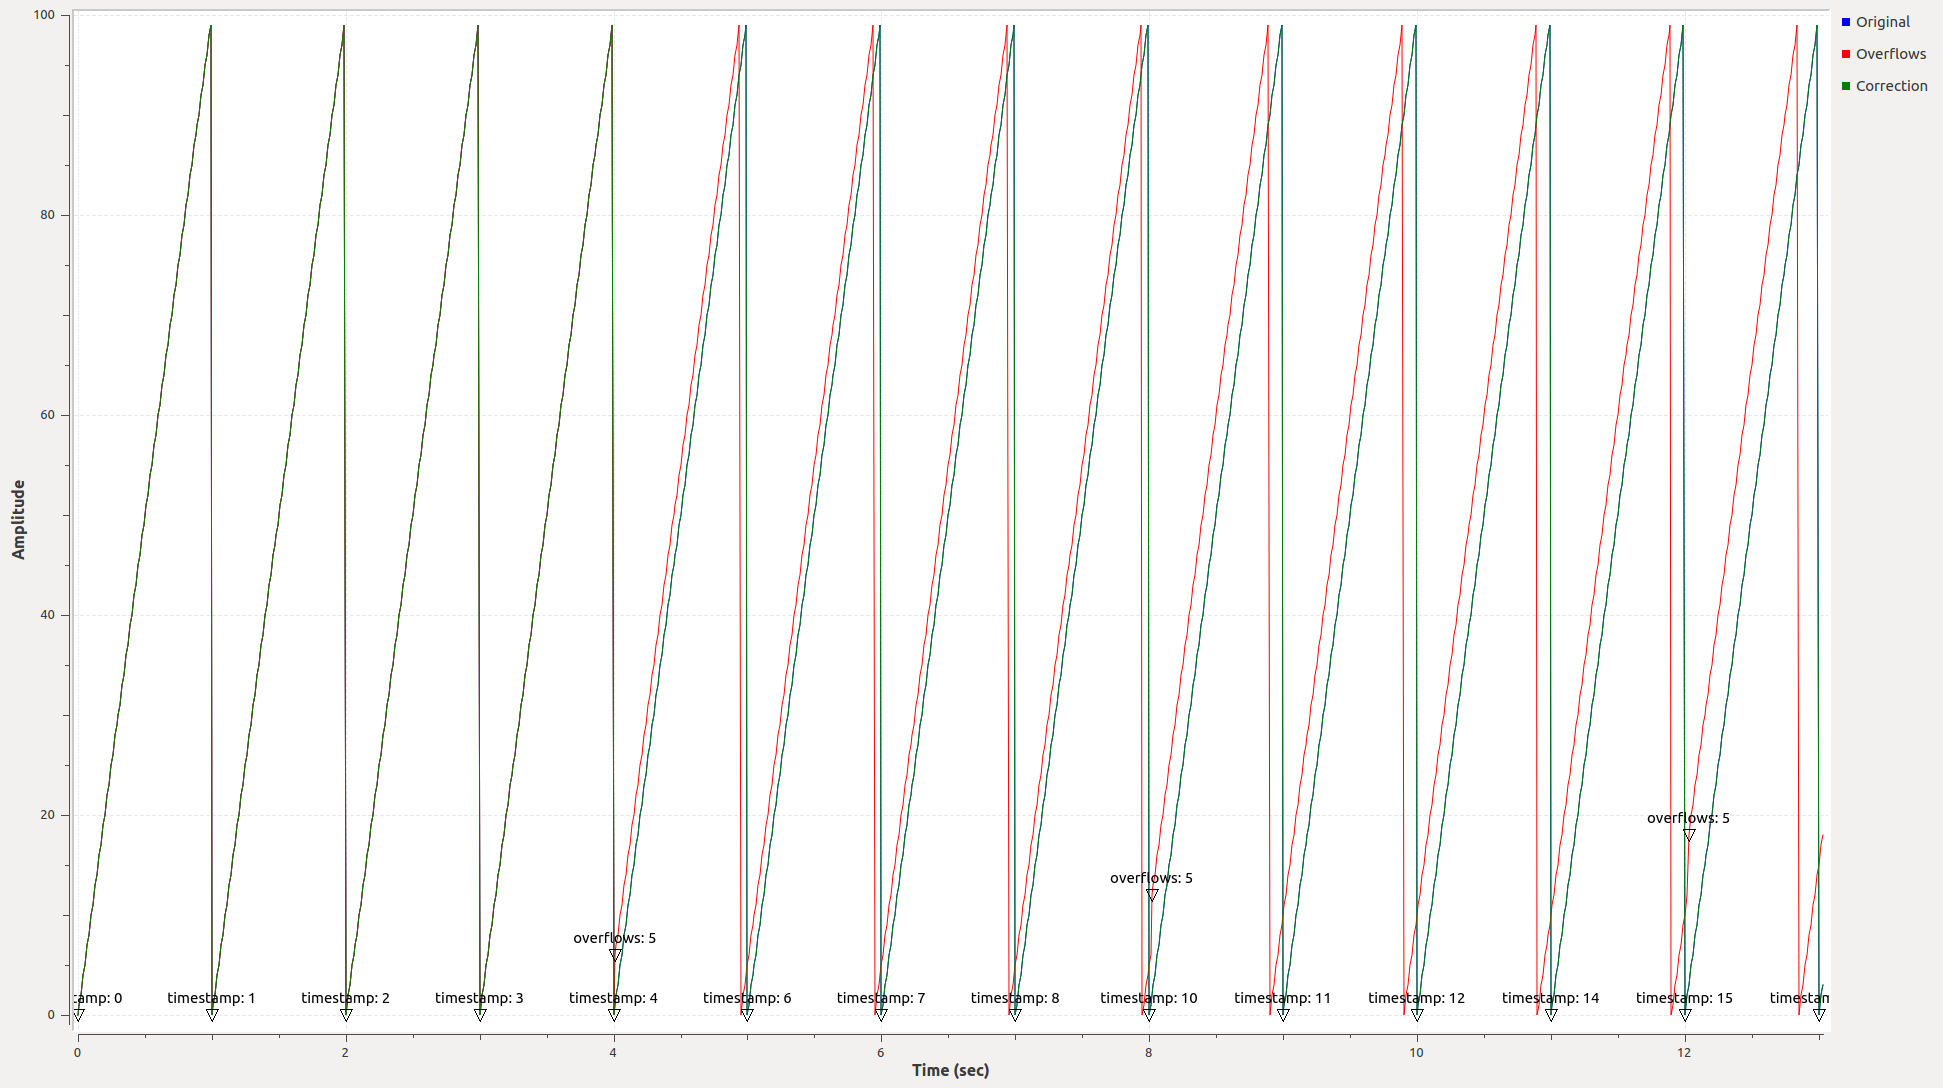 Original
Overflows
Correction
100
80
60
40
20
0
Amplitude
overflows: 5
overflows: 5
overflows: 5
camp: 0
timestamp: 1
timestamp: 2
timestamp: 3
timestamp: 4
timestamp: 6
timestamp: 7
timestamp: 8
timestamp: 10
timestamp: 11
timestamp: 12
timestamp: 14
timestamp: 15
timestam
0
2
4
6
8
10
12
Time (sec)